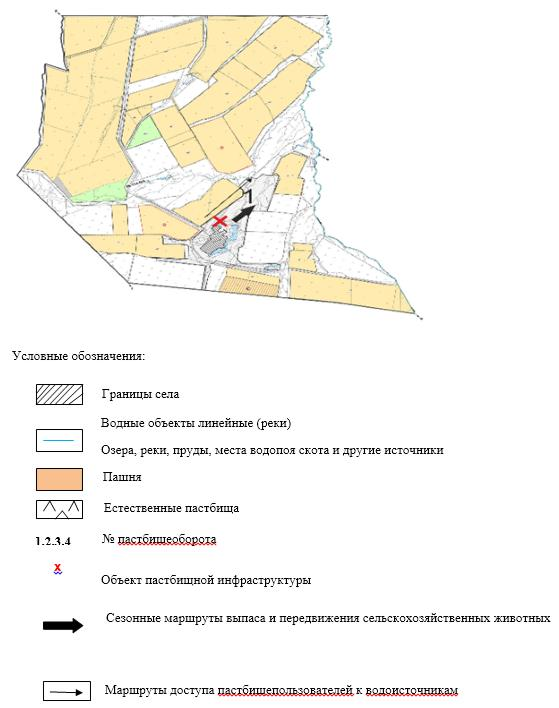 1
Условные обозначения:
Границы села
Водные объекты линейные (реки)
Озера, реки, пруды, места водопоя скота и другие источники
Пашня
Естественные пастбища
1.2.3.4 № пастбищеоборота
х Объект пастбищной инфраструктуры
Сезонные маршруты выпаса и передвижения сельскохозяйственных животных
Маршруты доступа пастбищепользователей к водоисточникам